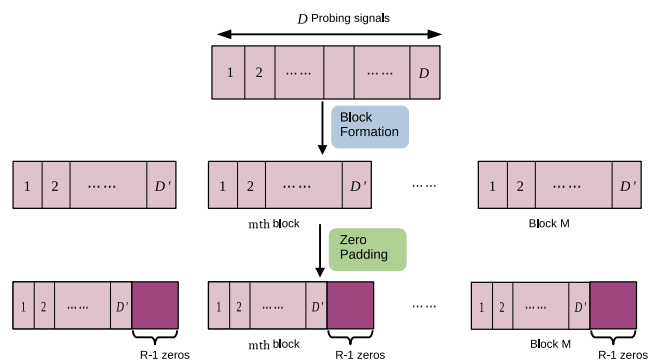 D Probing signals
1 2 ...... ...... D
Block
Formation
1 2 ...... D' 1 2 ...... D' ...... 1 2 ...... D'
mth block Block M
Zero
Padding
1 2 ...... D' 1 2 ...... D' ...... 1 2 ...... D'
R-1 zeros mth block R-1 zeros Block M R-1 zeros